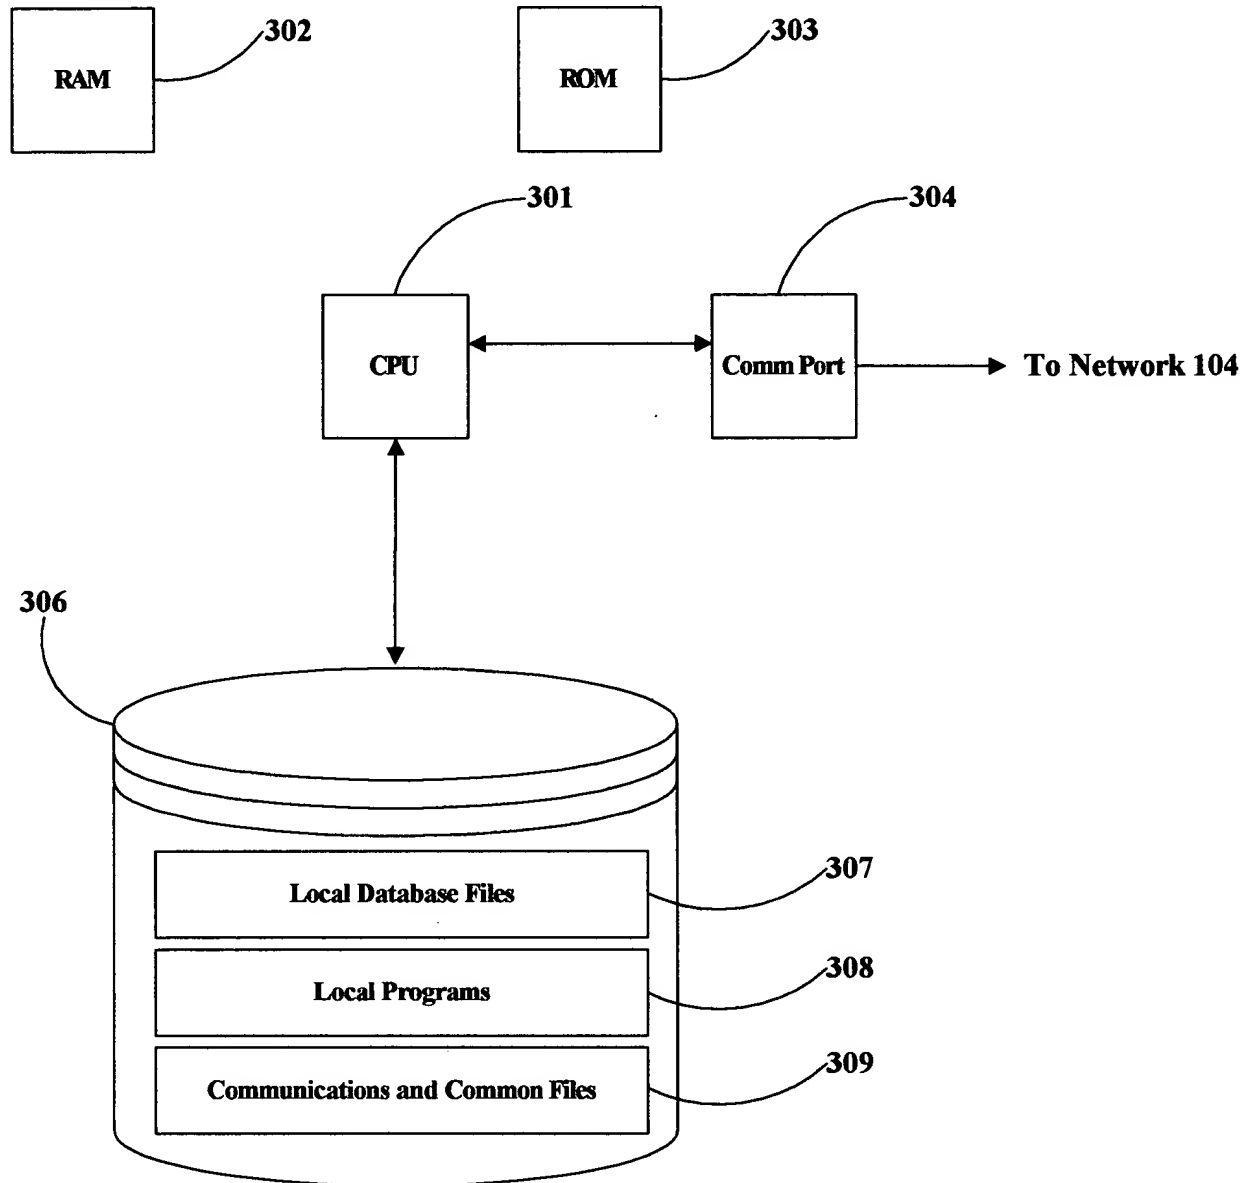 302
303
RAM
ROM
301
304
CPU
Comm Port
To Network 104
306
307
Local Database Files
308
Local Programs
309
Communications and Common Files